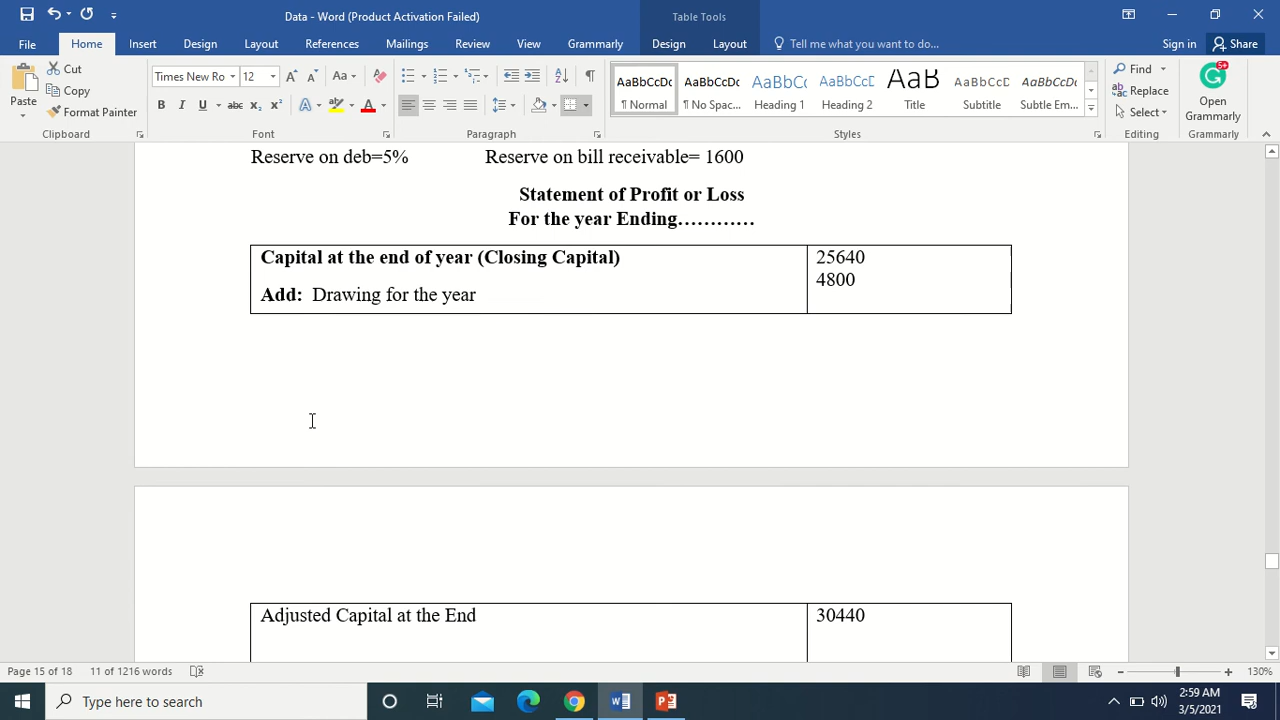 Data - Word (Product Activation Failed)
Table Tools
File
Home
Insert
Design
Layout
References
Mailings
Review
View
Grammarly
Design
Layout
Tell me what you want to do...
Sign in
Share
Paste
Cut
Copy
Format Painter
Clipboard
Times New Ro
12
Aa
B I U abc x₂ x²
A
A
Font
Paragraph
AaBbCcDc
¶ Normal
AaBbCcDc
¶ No Spac...
AaBbCc
Heading 1
AaBbCcD
Heading 2
AaB
Title
AaBbCcC
Subtitle
AaBbCcDc
Subtle Em...
Styles
Find
Replace
Select
Editing
5+
Open
Grammarly
Grammarly
Reserve on deb=5% Reserve on bill receivable= 1600
Statement of Profit or Loss
For the year Ending…………
Capital at the end of year (Closing Capital) 25640
4800
Add: Drawing for the year
Adjusted Capital at the End 30440
Page 15 of 18
11 of 1216 words
130%
Type here to search
2:59 AM
3/5/2021